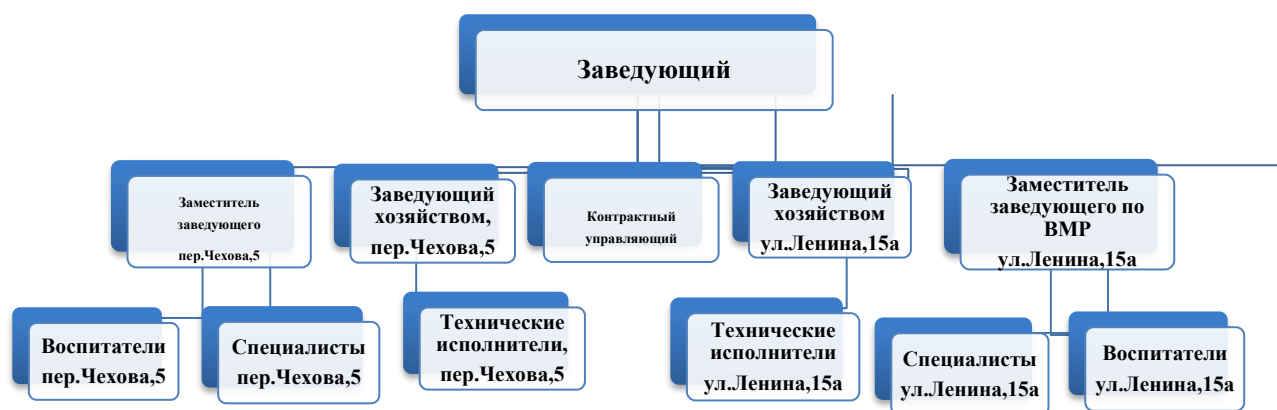 Заведующий
Заместитель
заведующего
пер.Чехова,5
Заведующий
хозяйством,
пер.Чехова,5
Контрактный
управляющий
Заведующий
хозяйством
ул.Ленина,15а
Заместитель
заведующего по
ВМР
ул.Ленина,15а
Воспитатели
пер.Чехова,5
Специалисты
пер.Чехова,5
Технические
исполнители,
пер.Чехова,5
Технические
исполнители
ул.Ленина,15а
Специалисты
ул.Ленина,15а
Воспитатели
ул.Ленина,15а